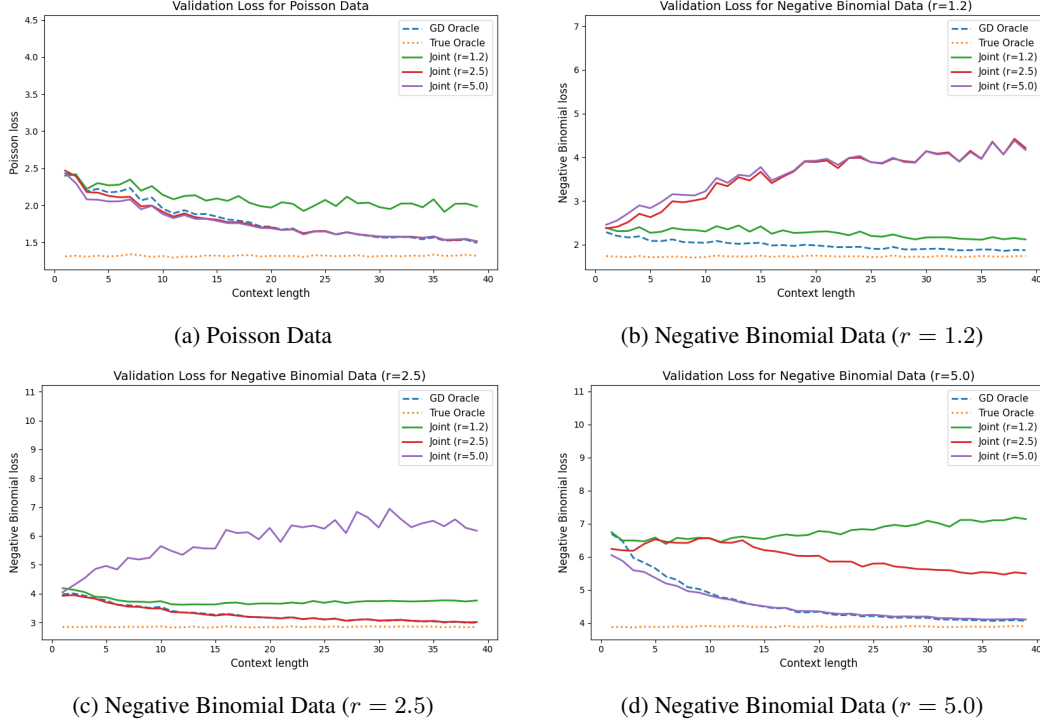 Validation Loss for Poisson Data
4.5
4.0
3.5
3.0
2.5
2.0
1.5
Poisson loss
GD Oracle
True Oracle
Joint (r=1.2)
Joint (r=2.5)
Joint (r=5.0)
0 5 10 15 20 25 30 35 40
Context length
(a) Poisson Data
Validation Loss for Negative Binomial Data (r=1.2)
7
6
5
4
3
2
Negative Binomial loss
GD Oracle
True Oracle
Joint (r=1.2)
Joint (r=2.5)
Joint (r=5.0)
0 5 10 15 20 25 30 35 40
Context length
(b) Negative Binomial Data (r = 1.2)
Validation Loss for Negative Binomial Data (r=2.5)
11
10
9
8
7
6
5
4
3
Negative Binomial loss
GD Oracle
True Oracle
Joint (r=1.2)
Joint (r=2.5)
Joint (r=5.0)
0 5 10 15 20 25 30 35 40
Context length
(c) Negative Binomial Data (r = 2.5)
Validation Loss for Negative Binomial Data (r=5.0)
11
10
9
8
7
6
5
4
Negative Binomial loss
GD Oracle
True Oracle
Joint (r=1.2)
Joint (r=2.5)
Joint (r=5.0)
0 5 10 15 20 25 30 35 40
Context length
(d) Negative Binomial Data (r = 5.0)